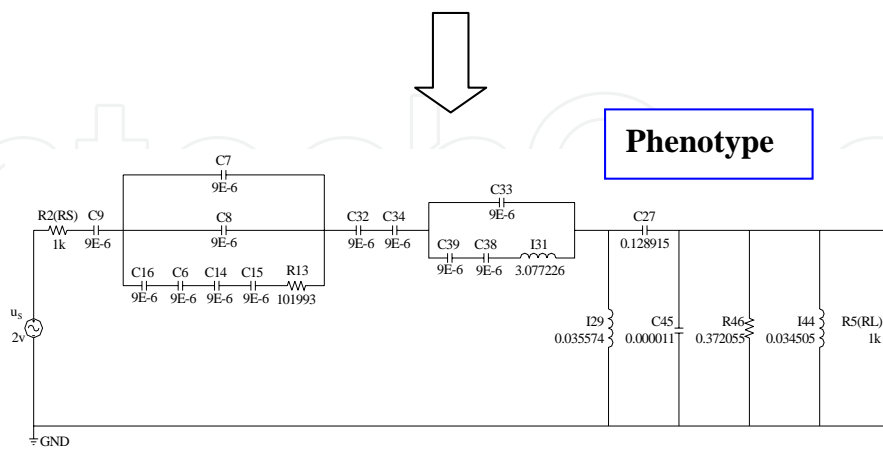 Phenotype
C7
9E-6
C8
9E-6
R2(RS)
1k
C9
9E-6
C16
9E-6
C6
9E-6
C14
9E-6
C15
9E-6
R13
101993
C32
9E-6
C34
9E-6
C33
9E-6
C39
9E-6
C38
9E-6
I31
3.077226
C27
0.128915
us
2v
I29
0.035574
C45
0.000011
R46
0.372055
I44
0.034505
R5(RL)
1k
GND